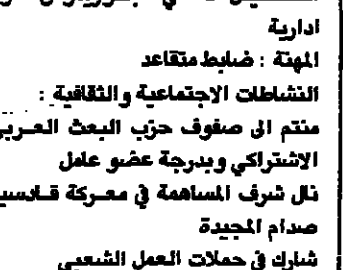 ادارية
المهنة : ضابط متقاعد
النشاطات الاجتماعية والثقافية :
منتم الى صفوف حزب البعث العربي
الاشتراكي وبدرجة عضو عامل
نال شرف المساهمة في معركة قادسية
صدام المجيدة
شارك في حملات العمل الشعبي